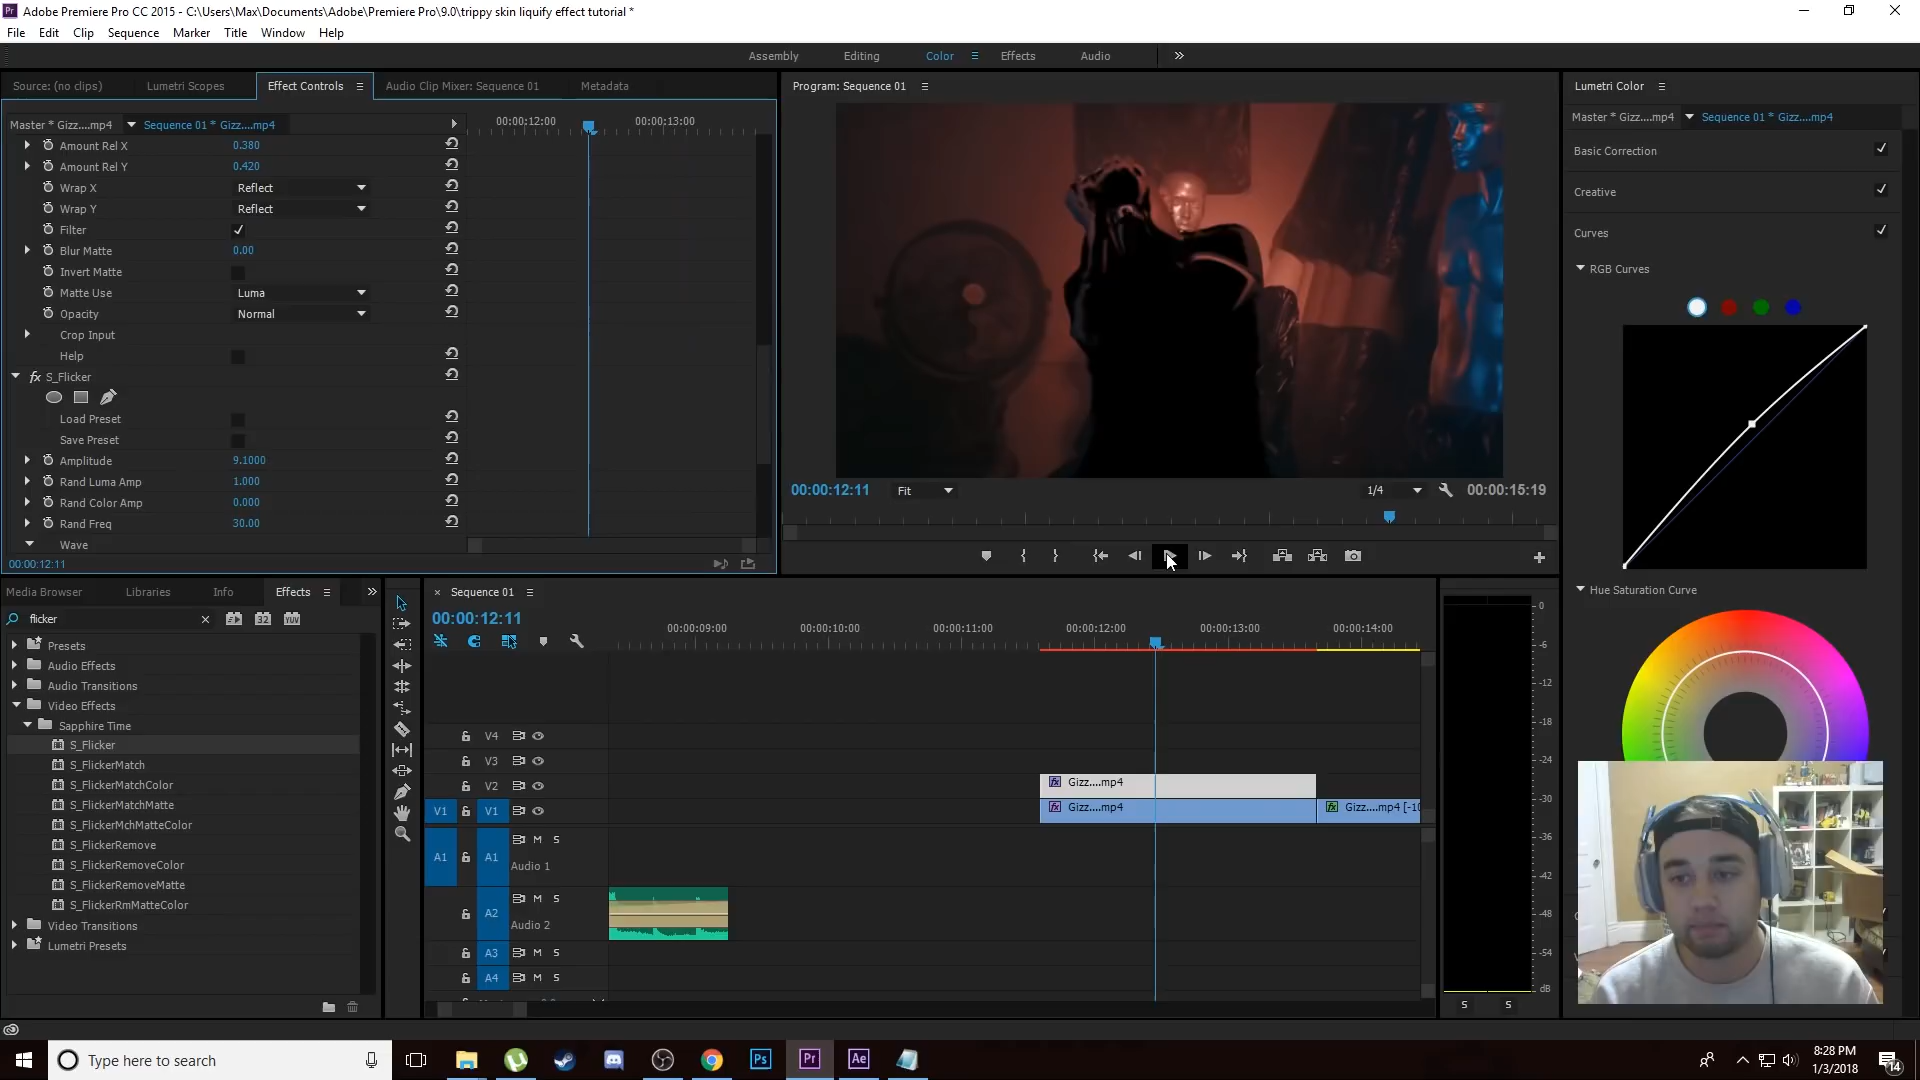 Adobe Premiere Pro CC 2015 - C:\Users\Max\Documents\Adobe\Premiere Pro\9.0\trippy skin liquify effect tutorial *
File Edit Clip Sequence Marker Title Window Help
Assembly Editing Color Effects Audio
Source: (no clips) Lumetri Scopes Effect Controls Audio Clip Mixer: Sequence 01 Metadata
Program: Sequence 01
Lumetri Color
Master * Gizz....mp4 Sequence 01 * Gizz....mp4
00:00:12:00 00:00:13:00
Amount Rel X 0.380
Amount Rel Y 0.420
Wrap X Reflect
Wrap Y Reflect
Filter
Blur Matte 0.00
Invert Matte
Matte Use Luma
Opacity Normal
Crop Input
Help
fx S_Flicker
Load Preset
Save Preset
Amplitude 9.1000
Rand Luma Amp 1.000
Rand Color Amp 0.000
Rand Freq 30.00
Wave
00:00:12:11
00:00:12:11 Fit 1/4 00:00:15:19
Master * Gizz....mp4 Sequence 01 * Gizz....mp4
Basic Correction
Creative
Curves
RGB Curves
Hue Saturation Curve
Media Browser Libraries Info Effects
flicker
32 YUV
Presets
Audio Effects
Audio Transitions
Video Effects
Sapphire Time
S_Flicker
S_FlickerMatch
S_FlickerMatchColor
S_FlickerMatchMatte
S_FlickerMchMatteColor
S_FlickerRemove
S_FlickerRemoveColor
S_FlickerRemoveMatte
S_FlickerRmMatteColor
Video Transitions
Lumetri Presets
Sequence 01
00:00:12:11
00:00:09:00 00:00:10:00 00:00:11:00 00:00:12:00 00:00:13:00 00:00:14:00
V4
V3
V2 Gizz....mp4
V1 V1 Gizz....mp4 Gizz....mp4 [-10
A1 A1 M S
Audio 1
A2 M S
Audio 2
A3 M S
A4 M S
0
-6
-12
-18
-24
-30
-36
-42
-48
-54
dB
S S
Type here to search
Ps Pr Ae
8:28 PM
1/3/2018
14